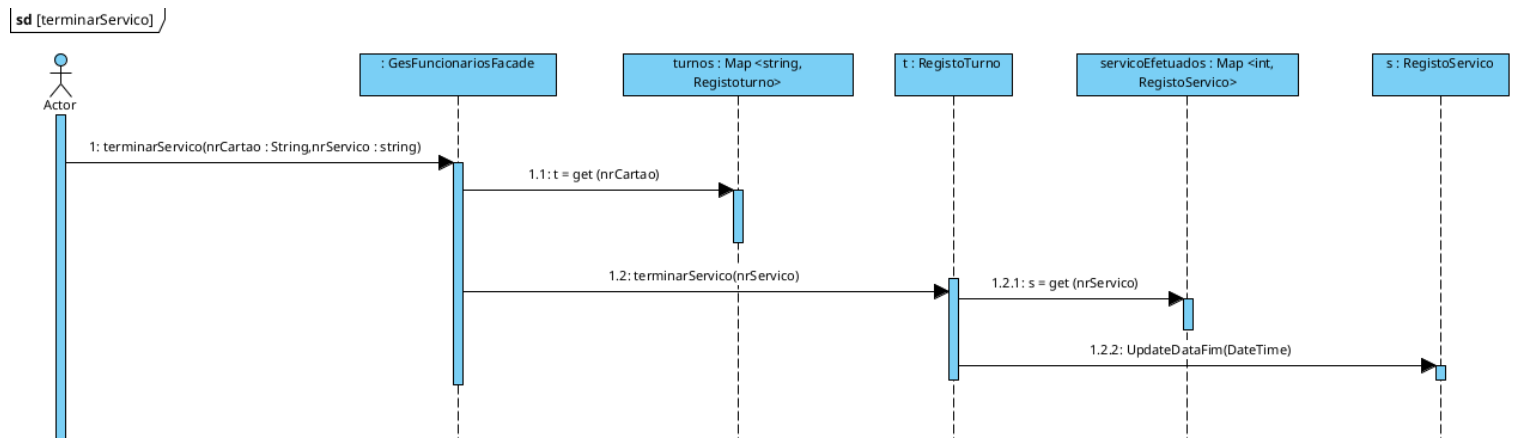 sd [terminarServico]
Actor
: GesFuncionariosFacade
turnos : Map <string,
Registoturno>
t : RegistoTurno
servicoEfetuados : Map <int,
RegistoServico>
s : RegistoServico
1: terminarServico(nrCartao : String,nrServico : string)
1.1: t = get (nrCartao)
1.2: terminarServico(nrServico)
1.2.1: s = get (nrServico)
1.2.2: UpdateDataFim(DateTime)